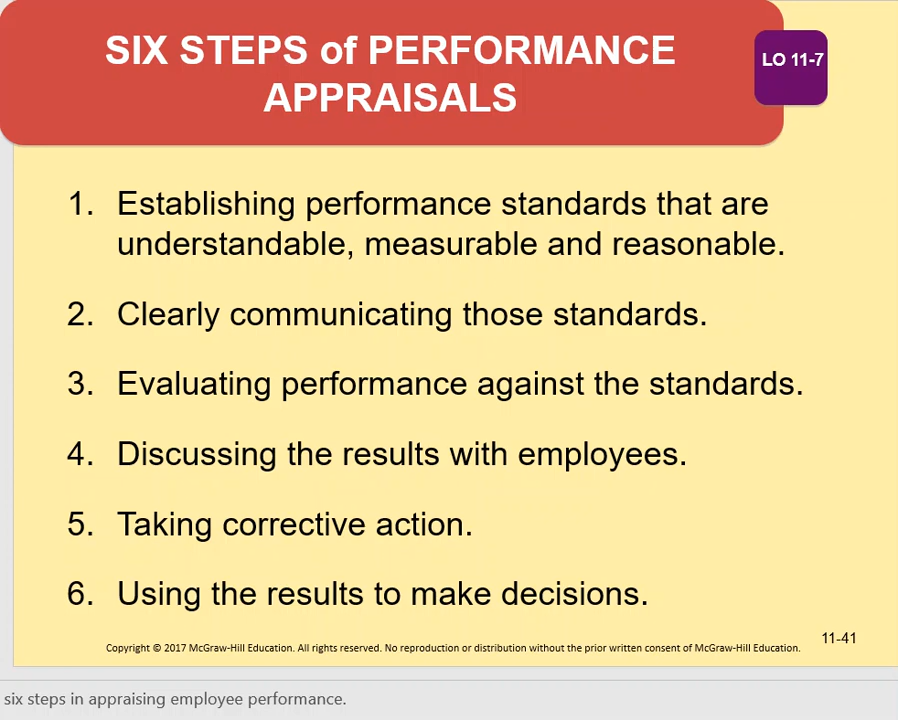 SIX STEPS of PERFORMANCE
APPRAISALS
LO 11-7
1. Establishing performance standards that are
understandable, measurable and reasonable.
2. Clearly communicating those standards.
3. Evaluating performance against the standards.
4. Discussing the results with employees.
5. Taking corrective action.
6. Using the results to make decisions.
11-41
Copyright © 2017 McGraw-Hill Education. All rights reserved. No reproduction or distribution without the prior written consent of McGraw-Hill Education.
six steps in appraising employee performance.